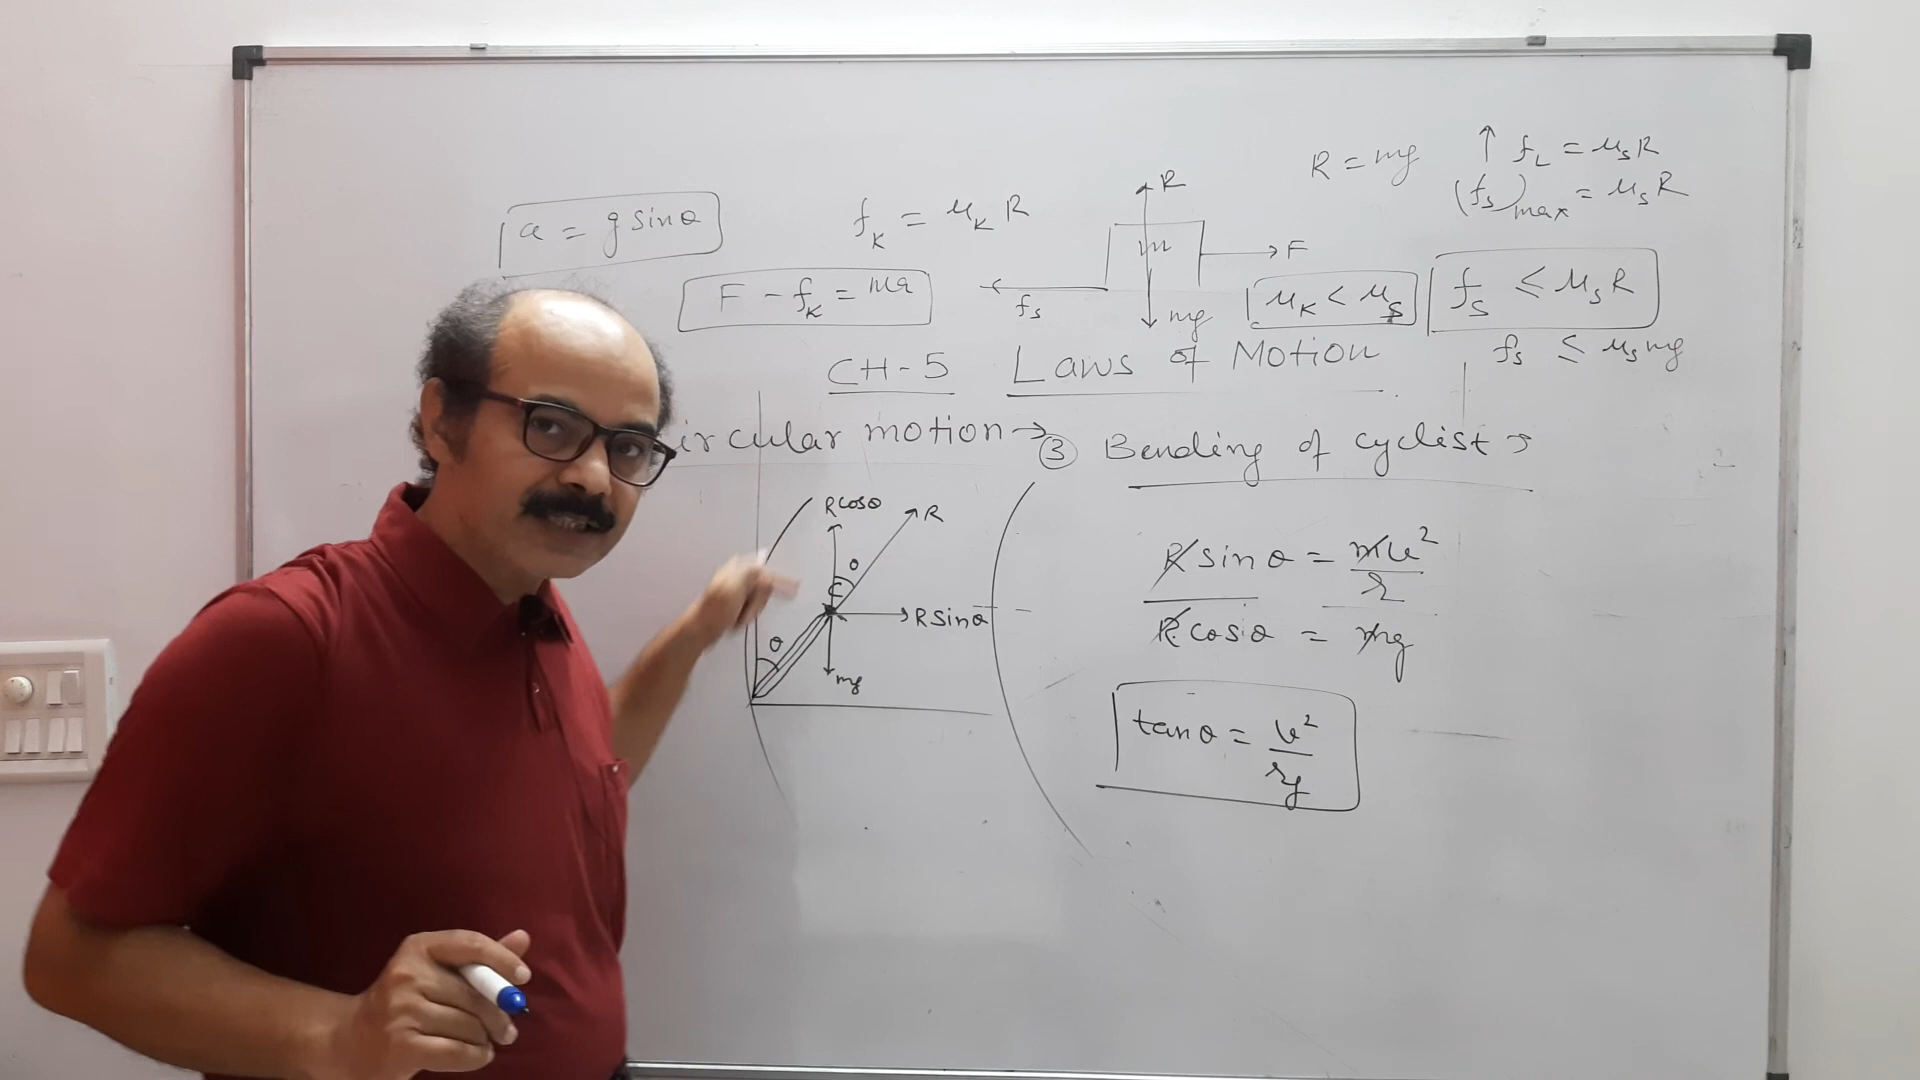 R = mg
↑ f_L = μ_s R
(f_s)_max = μ_s R
a = g sinθ
f_K = μ_K R
R
m
F
f_s
mg
F - f_K = ma
μ_K < μ_s
f_s ≤ μ_s R
f_s ≤ μ_s mg
CH-5 Laws of Motion
ircular motion → ③ Bending of cyclist →
R cosθ
R
θ
C
R sinθ
θ
mg
R sin θ = mv²/r
R cosθ = mg
tanθ = v²/rg